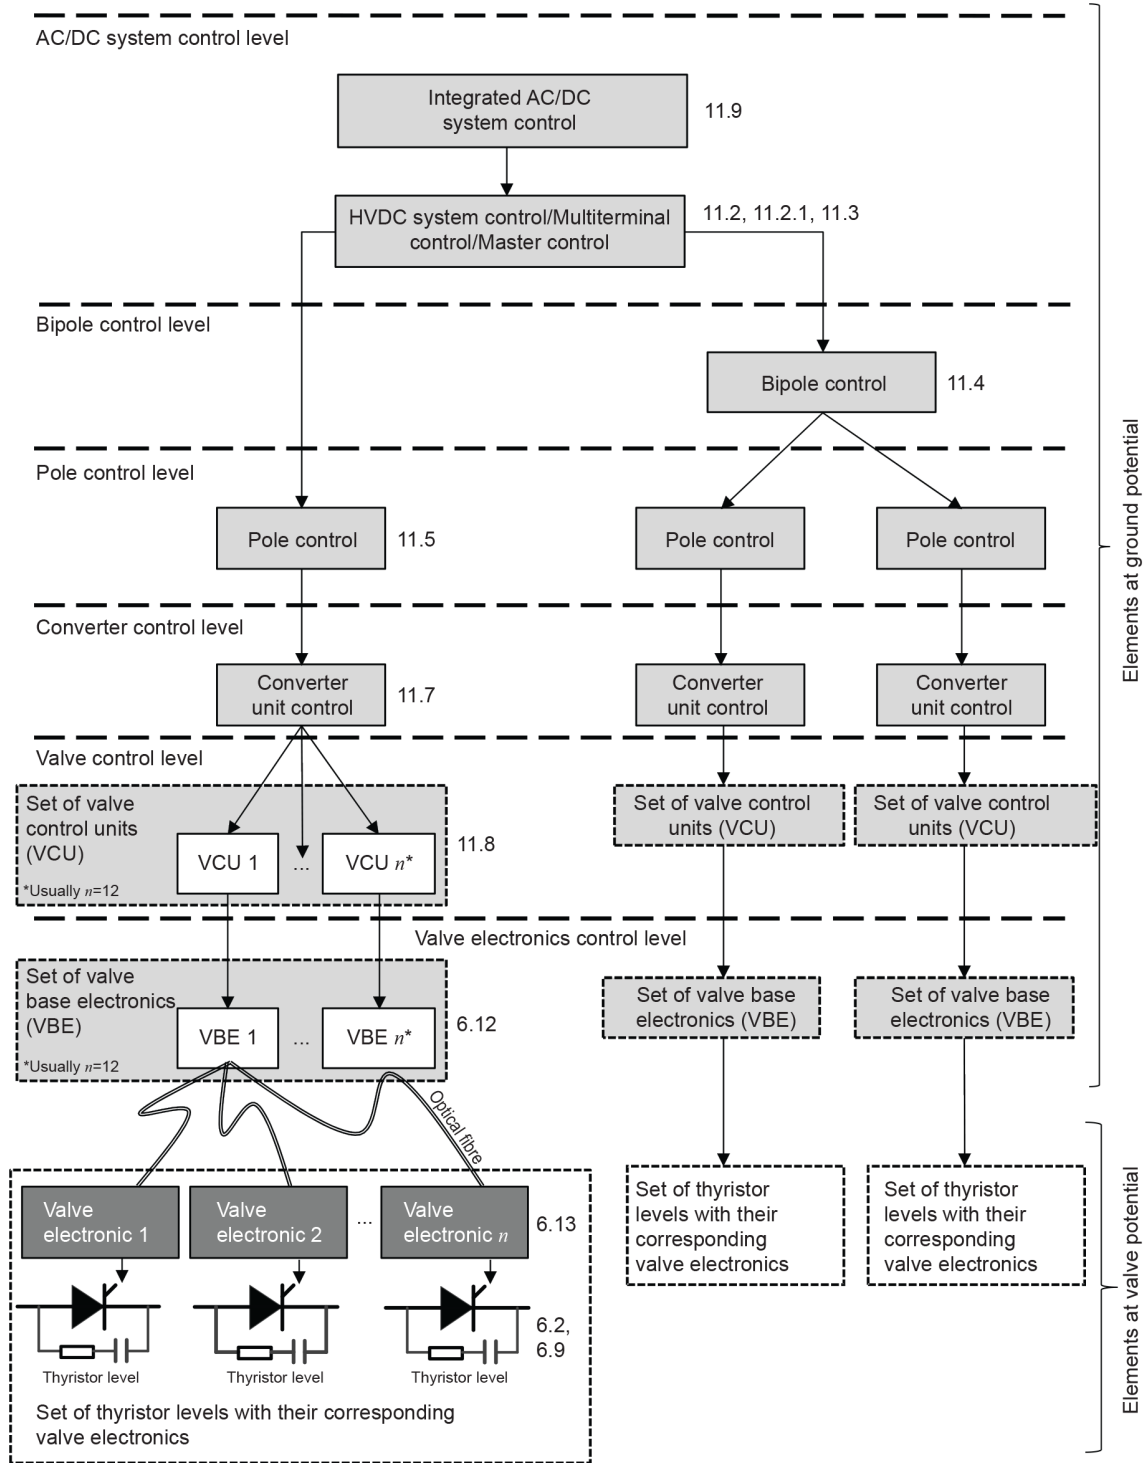 AC/DC system control level
Integrated AC/DC
system control
11.9
HVDC system control/Multiterminal
control/Master control
11.2, 11.2.1, 11.3
Bipole control level
Bipole control
11.4
Pole control level
Pole control
11.5
Pole control
Pole control
Converter control level
Converter
unit control
11.7
Converter
unit control
Converter
unit control
Valve control level
Set of valve
control units
(VCU)
*Usually n=12
VCU 1
...
VCU n*
11.8
Set of valve control
units (VCU)
Set of valve control
units (VCU)
Valve electronics control level
Set of valve
base electronics
(VBE)
*Usually n=12
VBE 1
...
VBE n*
6.12
Set of valve base
electronics (VBE)
Set of valve base
electronics (VBE)
Optical fibre
Valve
electronic 1
Valve
electronic 2
...
Valve
electronic n
6.13
Set of thyristor
levels with their
corresponding
valve electronics
Set of thyristor
levels with their
corresponding
valve electronics
6.2,
6.9
Thyristor level
Thyristor level
Thyristor level
Set of thyristor levels with their corresponding
valve electronics
Elements at ground potential
Elements at valve potential